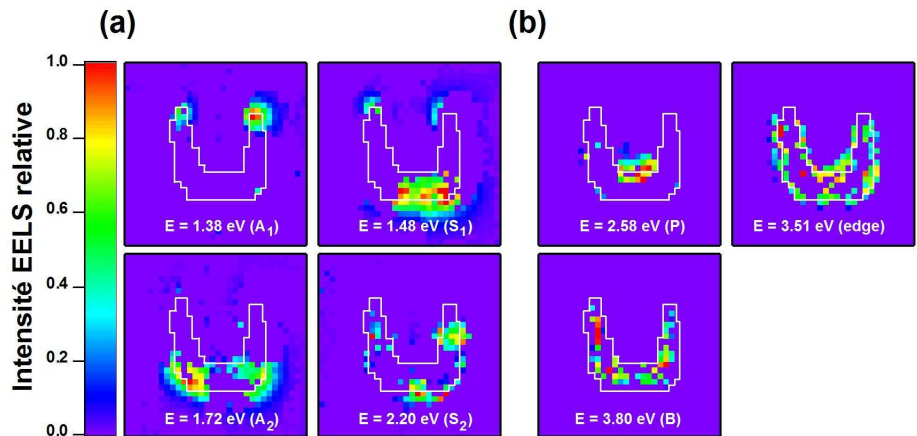 (a)
(b)
Intensité EELS relative
1.0
0.8
0.6
0.4
0.2
0.0
E = 1.38 eV (A₁)
E = 1.48 eV (S₁)
E = 2.58 eV (P)
E = 3.51 eV (edge)
E = 1.72 eV (A₂)
E = 2.20 eV (S₂)
E = 3.80 eV (B)